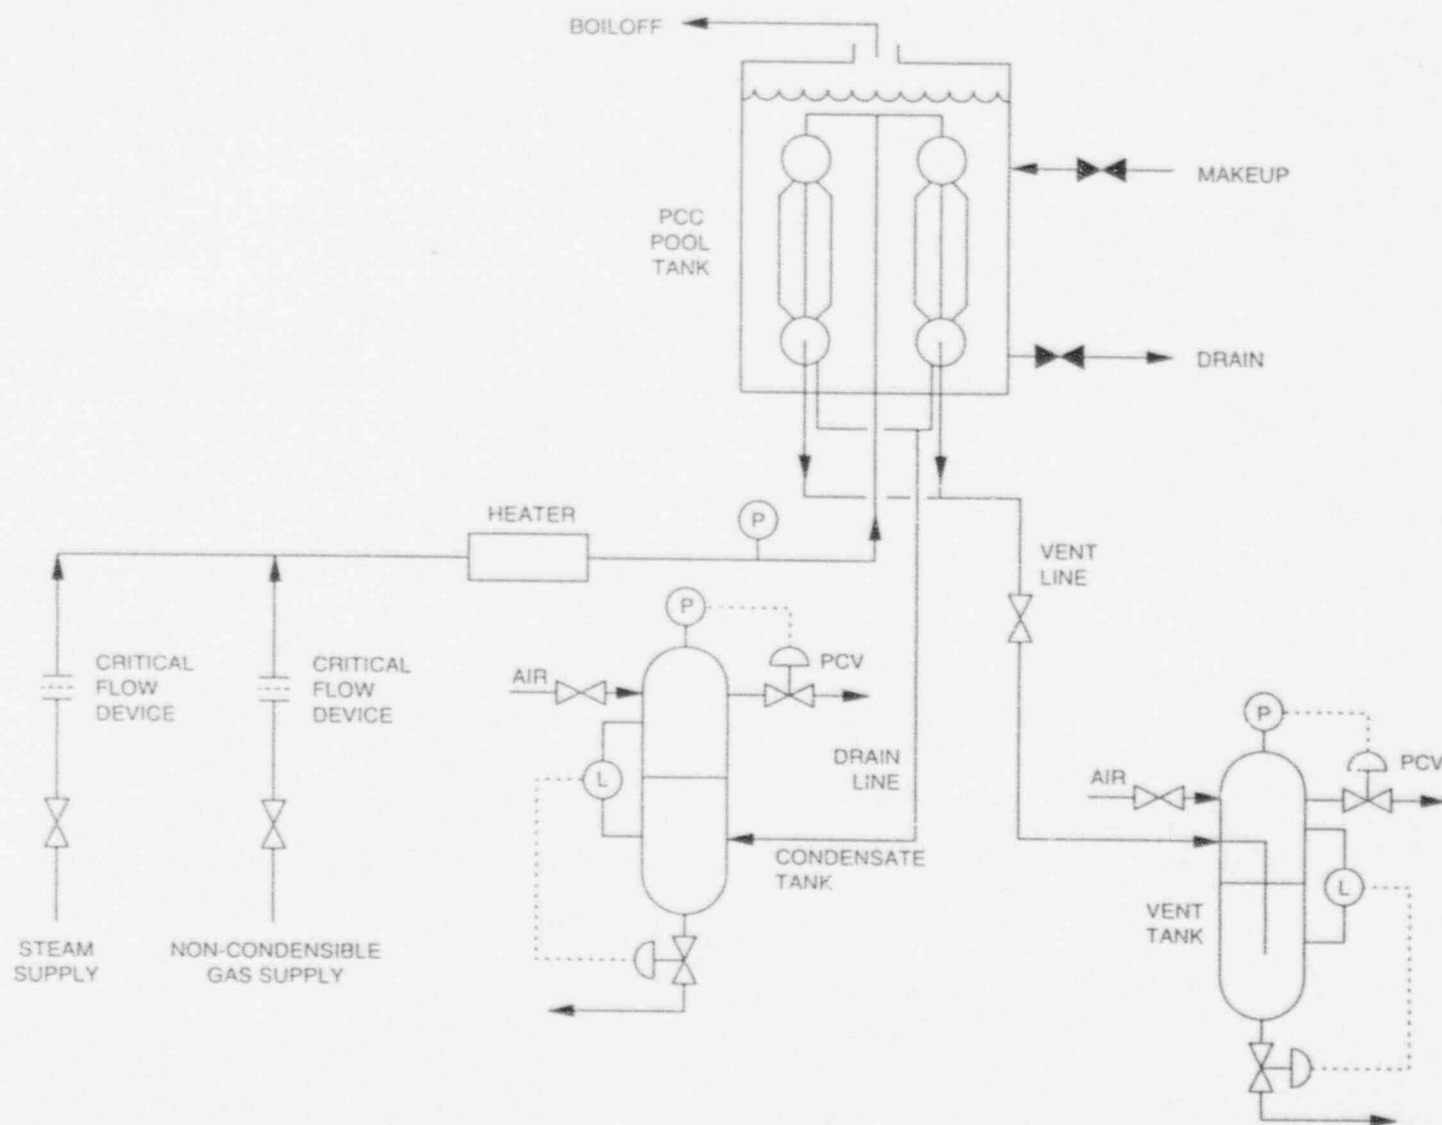 BOILOFF
MAKEUP
PCC
POOL
TANK
DRAIN
HEATER
P
VENT
LINE
P
CRITICAL
FLOW
DEVICE
CRITICAL
FLOW
DEVICE
AIR
PCV
P
DRAIN
LINE
L
AIR
PCV
CONDENSATE
TANK
L
VENT
TANK
STEAM
SUPPLY
NON-CONDENSIBLE
GAS SUPPLY